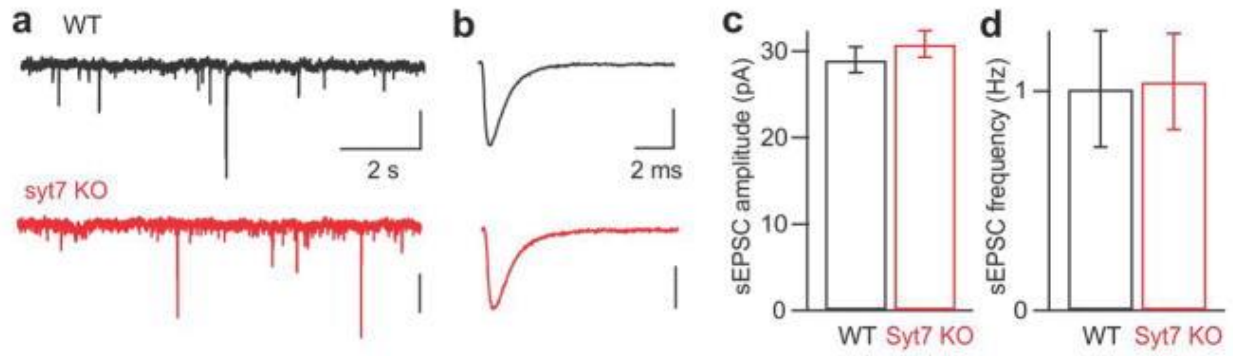 a WT
2 s
syt7 KO
b
2 ms
c
sEPSC amplitude (pA)
30
20
10
0
WT Syt7 KO
d
sEPSC frequency (Hz)
1
0
WT Syt7 KO